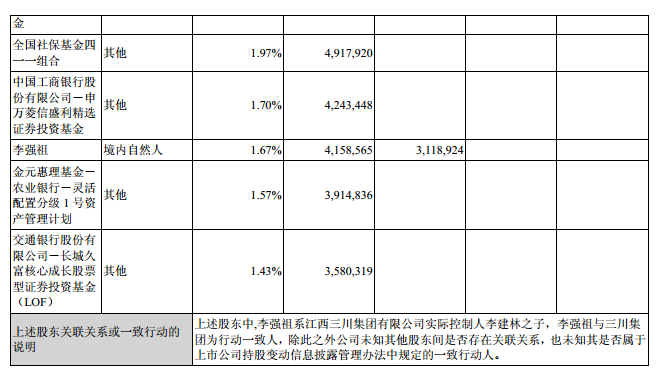 金
全国社保基金四
一一组合
其他
1.97%
4,917,920
中国工商银行股
份有限公司－申
万菱信盛利精选
证券投资基金
其他
1.70%
4,243,448
李强祖
境内自然人
1.67%
4,158,565
3,118,924
金元惠理基金－
农业银行－灵活
配置分级 1 号资
产管理计划
其他
1.57%
3,914,836
交通银行股份有
限公司－长城久
富核心成长股票
型证券投资基金
（LOF）
其他
1.43%
3,580,319
上述股东关联关系或一致行动的
说明
上述股东中,李强祖系江西三川集团有限公司实际控制人李建林之子，李强祖与三川集
团为行动一致人，除此之外公司未知其他股东间是否存在关联关系，也未知其是否属于
上市公司持股变动信息披露管理办法中规定的一致行动人。